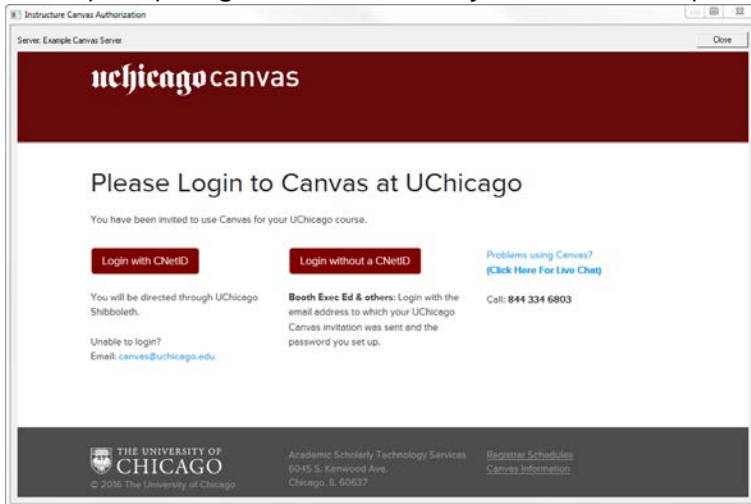 Instructure Canvas Authorization
Server: Example Canvas Server
Close
uchicago canvas
Please Login to Canvas at UChicago
You have been invited to use Canvas for your UChicago course.
Login with CNetID
You will be directed through UChicago
Shibboleth.
Unable to login?
Email: canvas@uchicago.edu
Login without a CNetID
Booth Exec Ed & others: Login with the
email address to which your UChicago
Canvas invitation was sent and the
password you set up.
Problems using Canvas?
(Click Here For Live Chat)
Call: 844 334 6803
THE UNIVERSITY OF
CHICAGO
© 2016 The University of Chicago
Academic Scholarly Technology Services
6045 S. Kenwood Ave.
Chicago, IL 60637
Registrar Schedules
Canvas Information